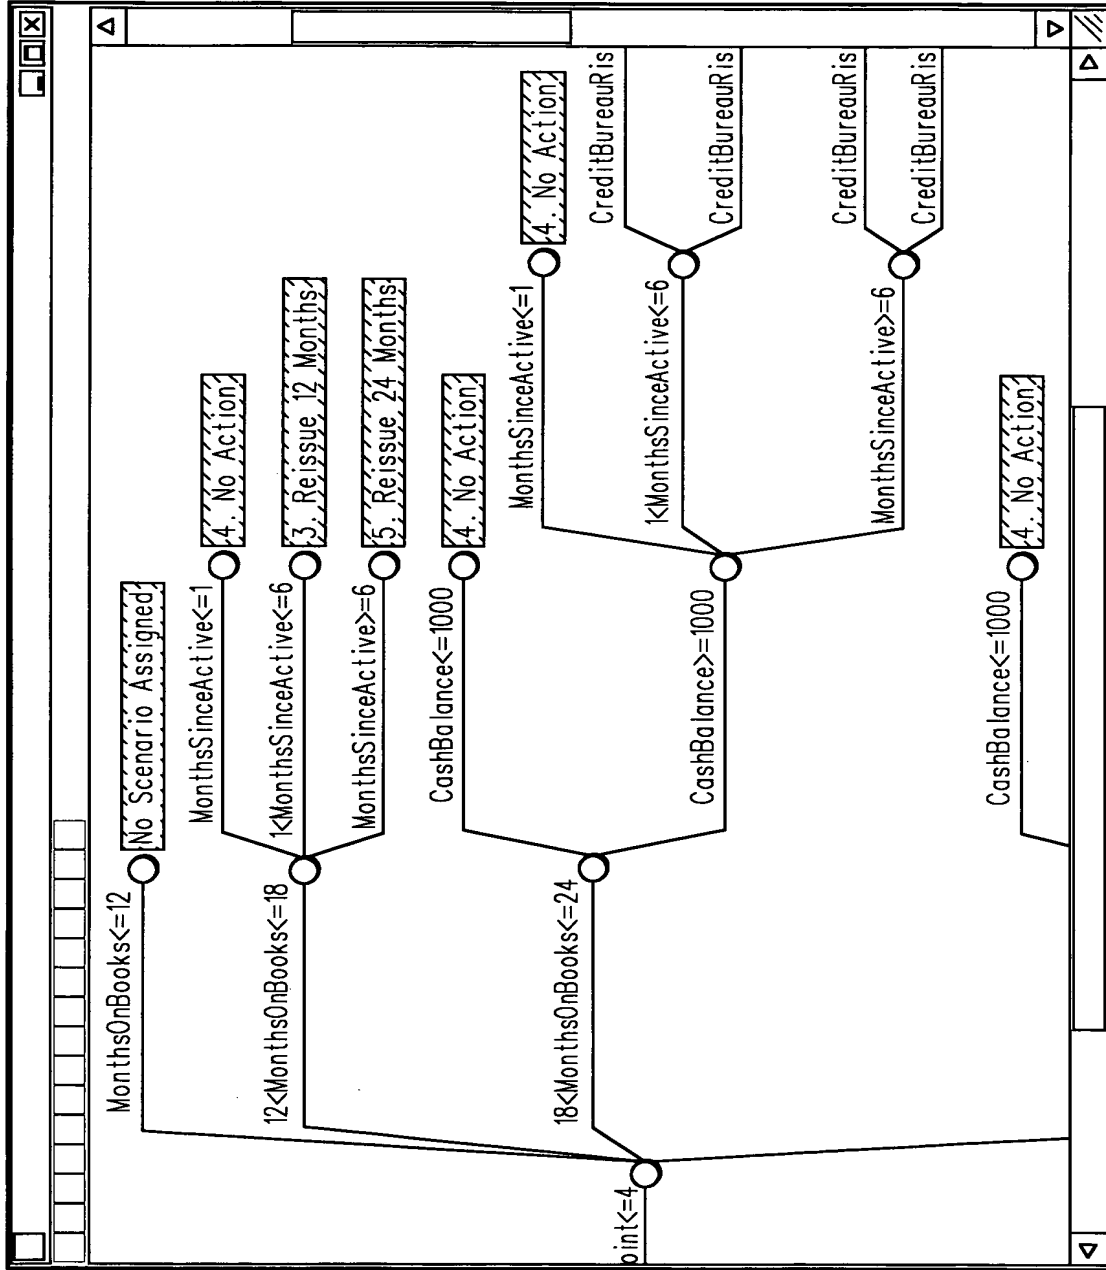 MonthsOnBooks<=12
No Scenario Assigned
MonthsSinceActive<=1
4. No Action
12<MonthsOnBooks<=18
1<MonthsSinceActive<=6
3. Reissue 12 Months
MonthsSinceActive>=6
5. Reissue 24 Months
CashBalance<=1000
4. No Action
MonthsSinceActive<=1
4. No Action
18<MonthsOnBooks<=24
CreditBureauRis
1<MonthsSinceActive<=6
oint<=4
CashBalance>=1000
CreditBureauRis
CreditBureauRis
MonthsSinceActive>=6
CreditBureauRis
CashBalance<=1000
4. No Action